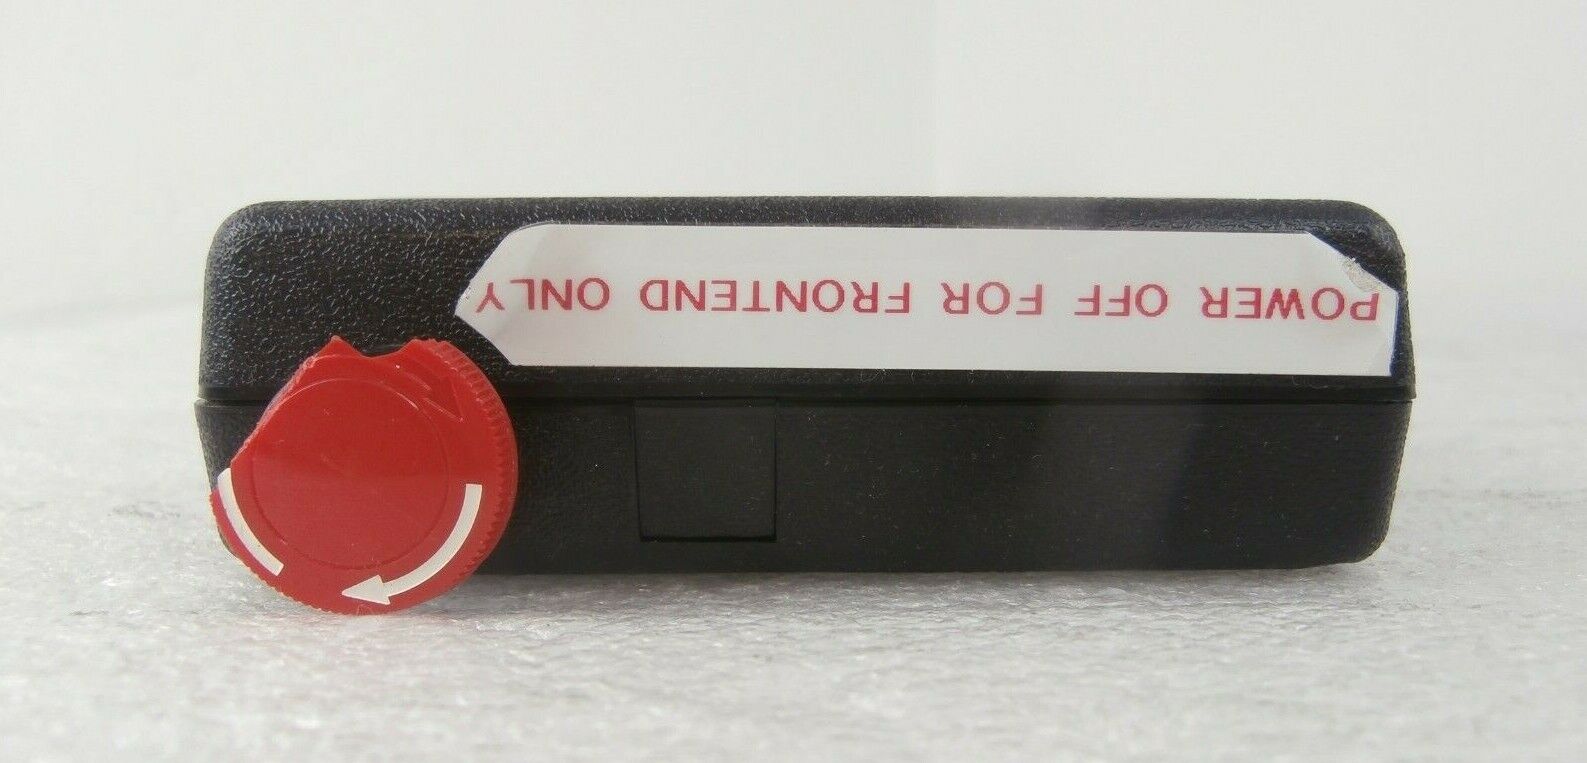 POWER OFF FOR FRONTEND ONLY